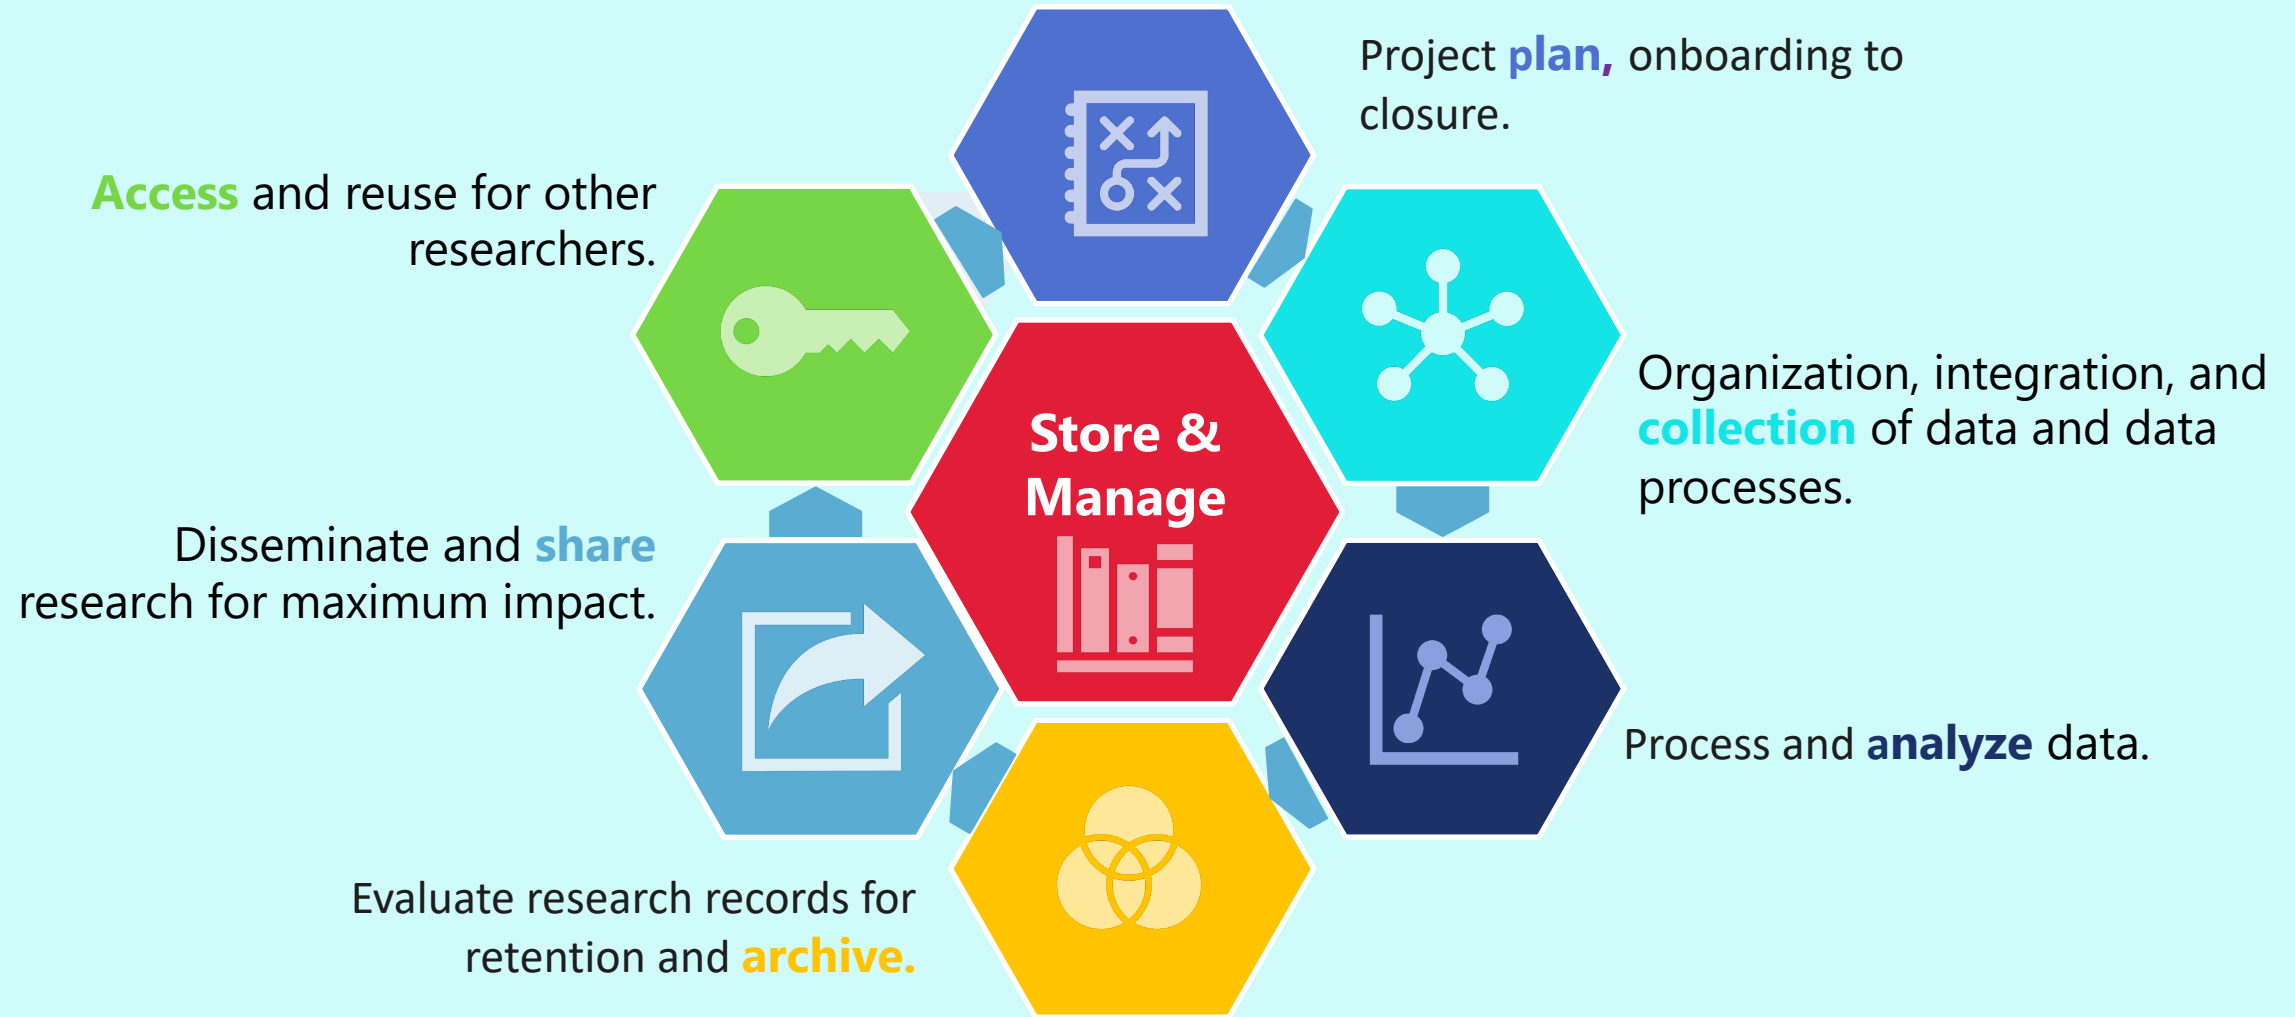 Project plan, onboarding to
closure.
Access and reuse for other
researchers.
Organization, integration, and
collection of data and data
processes.
Store &
Manage
Disseminate and share
research for maximum impact.
Process and analyze data.
Evaluate research records for
retention and archive.